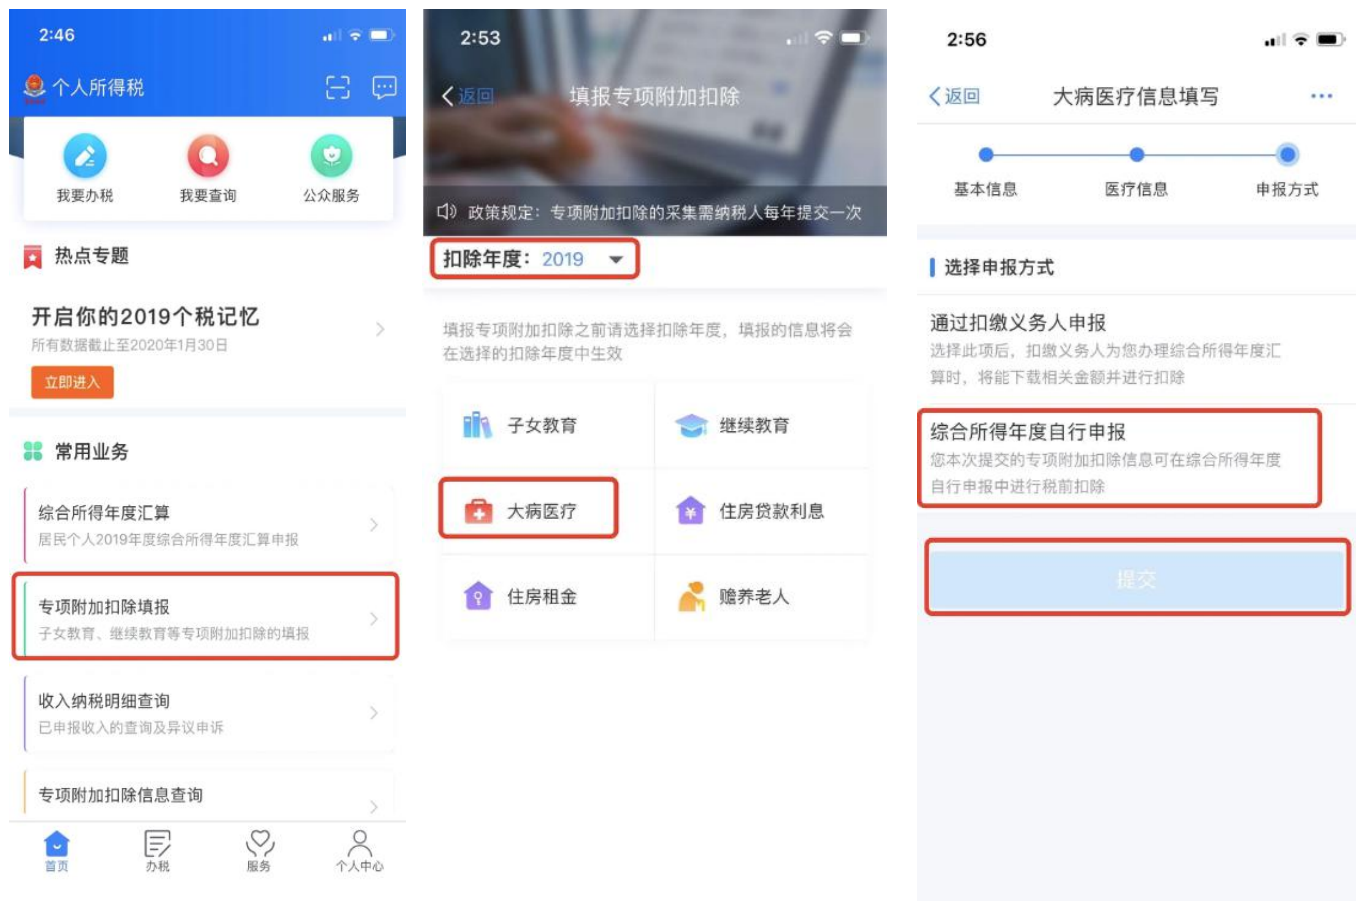 2:46
个人所得税
我要办税
我要查询
公众服务
热点专题
开启你的2019个税记忆
所有数据截止至2020年1月30日
立即进入
常用业务
综合所得年度汇算
居民个人2019年度综合所得年度汇算申报
专项附加扣除填报
子女教育、继续教育等专项附加扣除的填报
收入纳税明细查询
已申报收入的查询及异议申诉
专项附加扣除信息查询
首页
办税
服务
个人中心
2:53
返回
填报专项附加扣除
政策规定：专项附加扣除的采集需纳税人每年提交一次
扣除年度：2019
填报专项附加扣除之前请选择扣除年度，填报的信息将会
在选择的扣除年度中生效
子女教育
继续教育
大病医疗
住房贷款利息
住房租金
赡养老人
2:56
返回
大病医疗信息填写
基本信息
医疗信息
申报方式
选择申报方式
通过扣缴义务人申报
选择此项后，扣缴义务人为您办理综合所得年度汇
算时，将能下载相关金额并进行扣除
综合所得年度自行申报
您本次提交的专项附加扣除信息可在综合所得年度
自行申报中进行税前扣除
提交